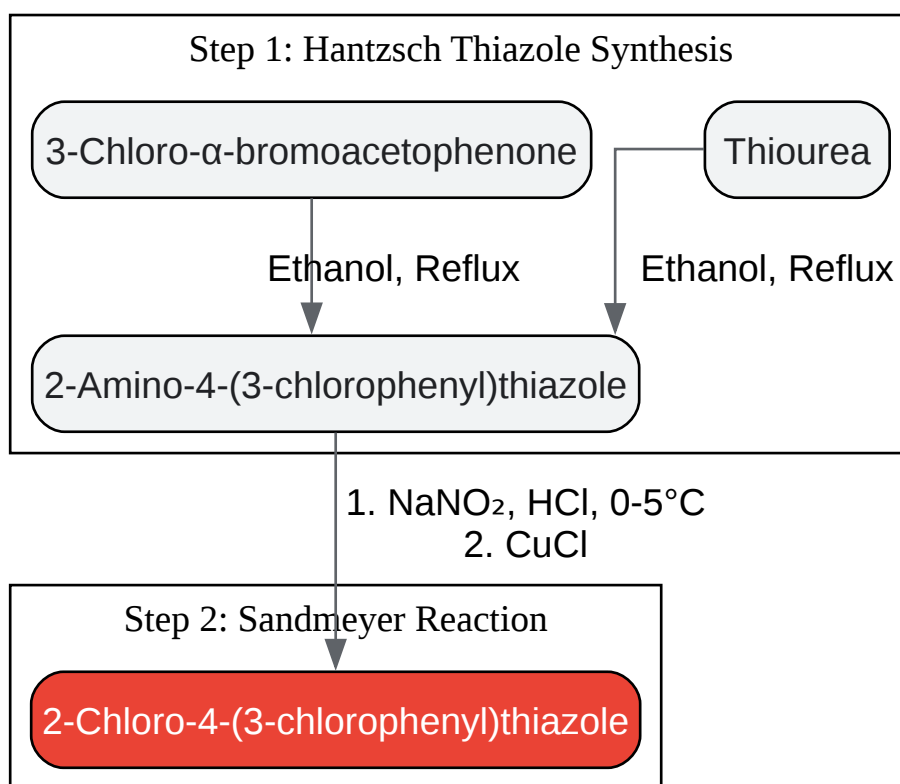 Step 1: Hantzsch Thiazole Synthesis
3-Chloro-α-bromoacetophenone
Thiourea
Ethanol, Reflux
Ethanol, Reflux
2-Amino-4-(3-chlorophenyl)thiazole
1. NaNO₂, HCl, 0-5°C
2. CuCl
Step 2: Sandmeyer Reaction
2-Chloro-4-(3-chlorophenyl)thiazole